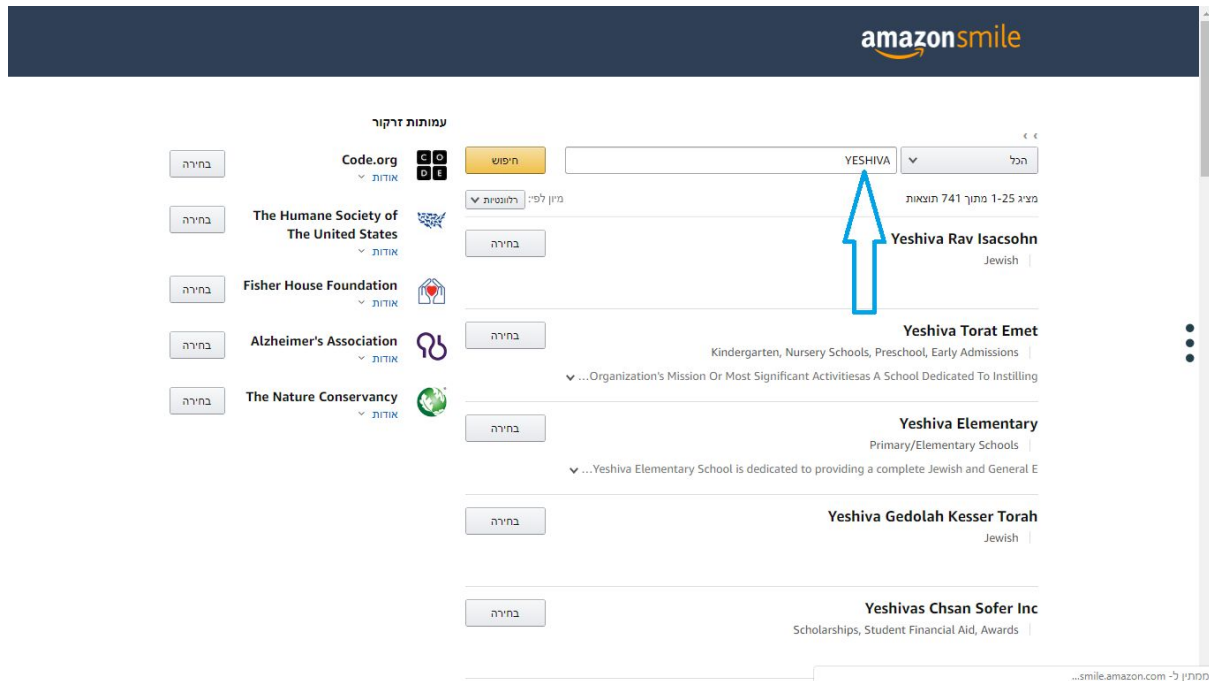 amazonsmile
הכל
YESHIVA
חיפוש
מציג 1-25 מתוך 741 תוצאות
מיון לפי: רלוונטיות
Yeshiva Rav Isacsohn
Jewish
בחירה
Yeshiva Torat Emet
Kindergarten, Nursery Schools, Preschool, Early Admissions
...Organization's Mission Or Most Significant Activitiesas A School Dedicated To Instilling
בחירה
Yeshiva Elementary
Primary/Elementary Schools
...Yeshiva Elementary School is dedicated to providing a complete Jewish and General E
בחירה
Yeshiva Gedolah Kesser Torah
Jewish
בחירה
Yeshivas Chsan Sofer Inc
Scholarships, Student Financial Aid, Awards
בחירה
עמותות זרקור
CODE
Code.org
אודות
בחירה
The Humane Society of
The United States
אודות
בחירה
Fisher House Foundation
אודות
בחירה
Alzheimer's Association
אודות
בחירה
The Nature Conservancy
אודות
בחירה
ממתין ל- smile.amazon.com...